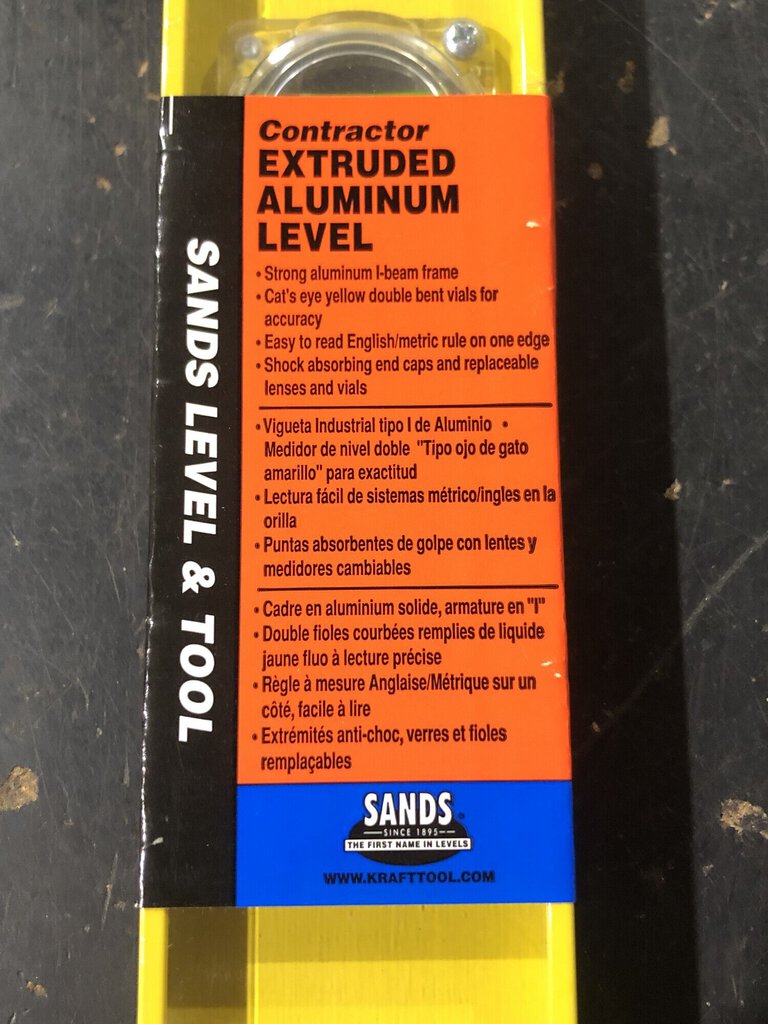 Contractor
EXTRUDED
ALUMINUM
LEVEL
• Strong aluminum I-beam frame
• Cat's eye yellow double bent vials for
accuracy
• Easy to read English/metric rule on one edge
• Shock absorbing end caps and replaceable
lenses and vials
• Vigueta Industrial tipo I de Aluminio •
Medidor de nivel doble "Tipo ojo de gato
amarillo" para exactitud
• Lectura fácil de sistemas métrico/ingles en la
orilla
• Puntas absorbentes de golpe con lentes y
medidores cambiables
• Cadre en aluminium solide, armature en "I"
• Double fioles courbées remplies de liquide
jaune fluo à lecture précise
• Règle à mesure Anglaise/Métrique sur un
côté, facile à lire
• Extrémités anti-choc, verres et fioles
remplaçables
SANDS LEVEL & TOOL
SANDS®
SINCE 1895
THE FIRST NAME IN LEVELS
WWW.KRAFTTOOL.COM